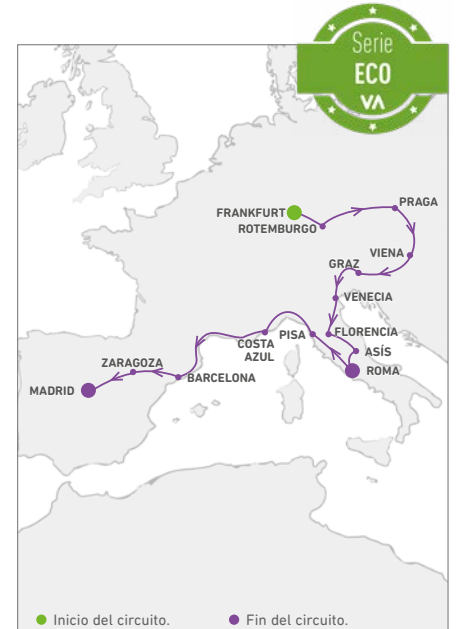 Serie
ECO
VA
PRAGA
FRANKFURT
ROTEMBURGO
VIENA
GRAZ
VENECIA
FLORENCIA
PISA
COSTA
AZUL
ASÍS
ZARAGOZA
ROMA
BARCELONA
MADRID
Inicio del circuito.
Fin del circuito.